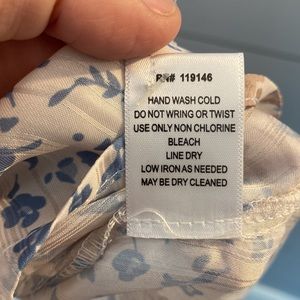 RN# 119146
HAND WASH COLD
DO NOT WRING OR TWIST
USE ONLY NON CHLORINE
BLEACH
LINE DRY
LOW IRON AS NEEDED
MAY BE DRY CLEANED